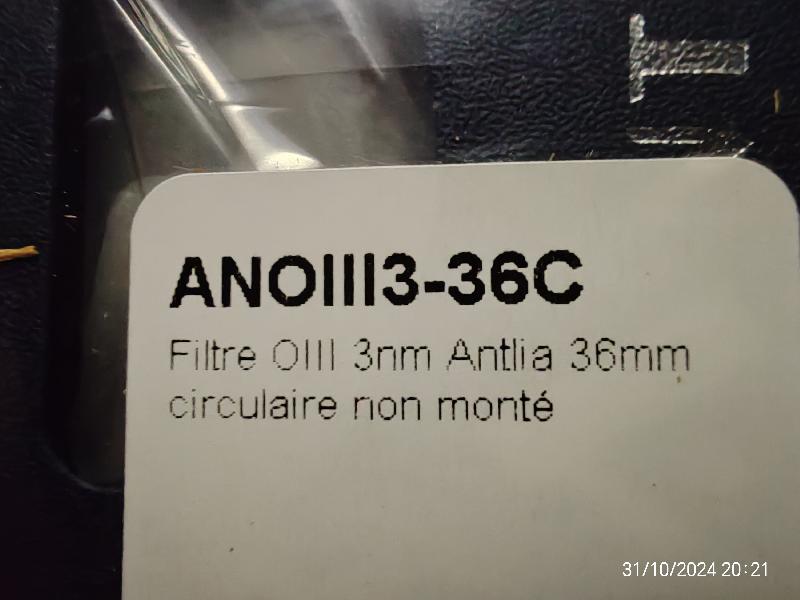 ANOIII3-36C
Filtre OIII 3nm Antlia 36mm
circulaire non monté
31/10/2024 20:21